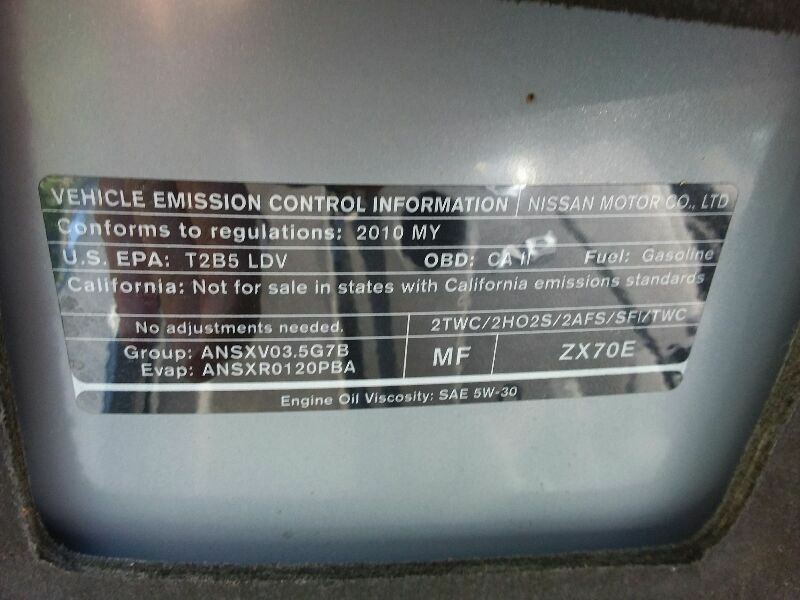 VEHICLE EMISSION CONTROL INFORMATION NISSAN MOTOR CO., LTD
Conforms to regulations: 2010 MY
U.S. EPA: T2B5 LDV OBD: CA II Fuel: Gasoline
California: Not for sale in states with California emissions standards
No adjustments needed. 2TWC/2HO2S/2AFS/SFI/TWC
Group: ANSXV03.5G7B MF ZX70E
Evap: ANSXR0120PBA
Engine Oil Viscosity: SAE 5W-30